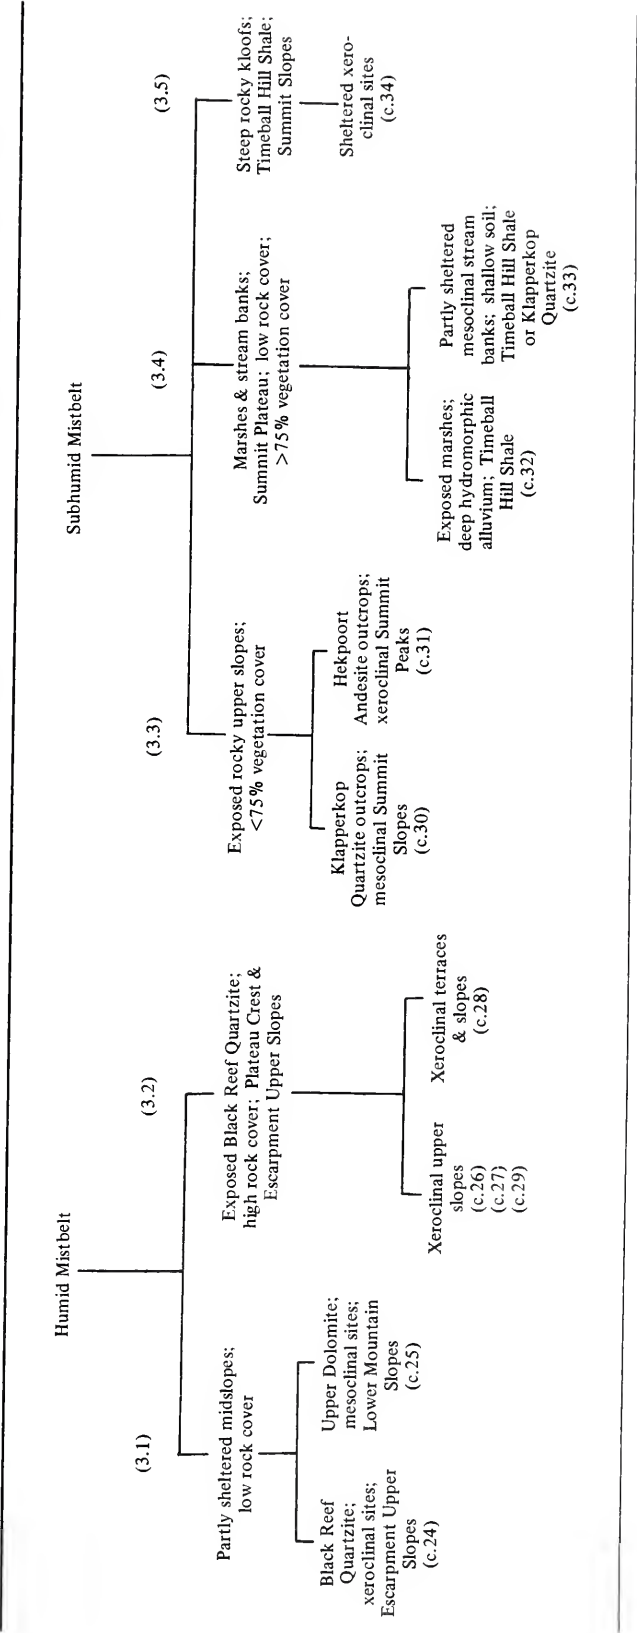 Humid Mistbelt
(3.1)
Partly sheltered midslopes;
low rock cover
Black Reef
Quartzite;
xeroclinal sites;
Escarpment Upper
Slopes
(c.24)
Upper Dolomite;
mesoclinal sites;
Lower Mountain
Slopes
(c.25)
(3.2)
Exposed Black Reef Quartzite;
high rock cover; Plateau Crest &
Escarpment Upper Slopes
Xeroclinal upper
slopes
(c.26)
(c.27)
(c.29)
Xeroclinal terraces
& slopes
(c.28)
Subhumid Mistbelt
(3.3)
Exposed rocky upper slopes;
<75% vegetation cover
Klapperkop
Quartzite outcrops;
mesoclinal Summit
Slopes
(c.30)
Hekpoort
Andesite outcrops;
xeroclinal Summit
Peaks
(c.31)
(3.4)
Marshes & stream banks;
Summit Plateau; low rock cover;
>75% vegetation cover
Exposed marshes;
deep hydromorphic
alluvium; Timeball
Hill Shale
(c.32)
Partly sheltered
mesoclinal stream
banks; shallow soil;
Timeball Hill Shale
or Klapperkop
Quartzite
(c.33)
(3.5)
Steep rocky kloofs;
Timeball Hill Shale;
Summit Slopes
Sheltered xero-
clinal sites
(c.34)